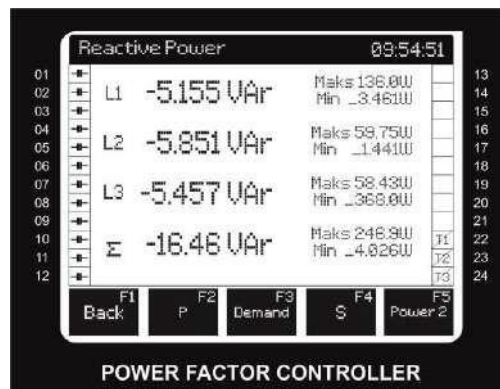 Reactive Power 09:54:51
01
02
03
04
05
06
07
08
09
10
11
12
L1 -5.155 VAr Maks 136.0W
Min _3.461W
L2 -5.851 VAr Maks 59.75W
Min _1.441W
L3 -5.457 VAr Maks 58.43W
Min _368.0W
Σ -16.46 VAr Maks 246.9W
Min _4.026W
T1
T2
T3
13
14
15
16
17
18
19
20
21
22
23
24
F1 F2 F3 F4 F5
Back P Demand S Power 2
POWER FACTOR CONTROLLER